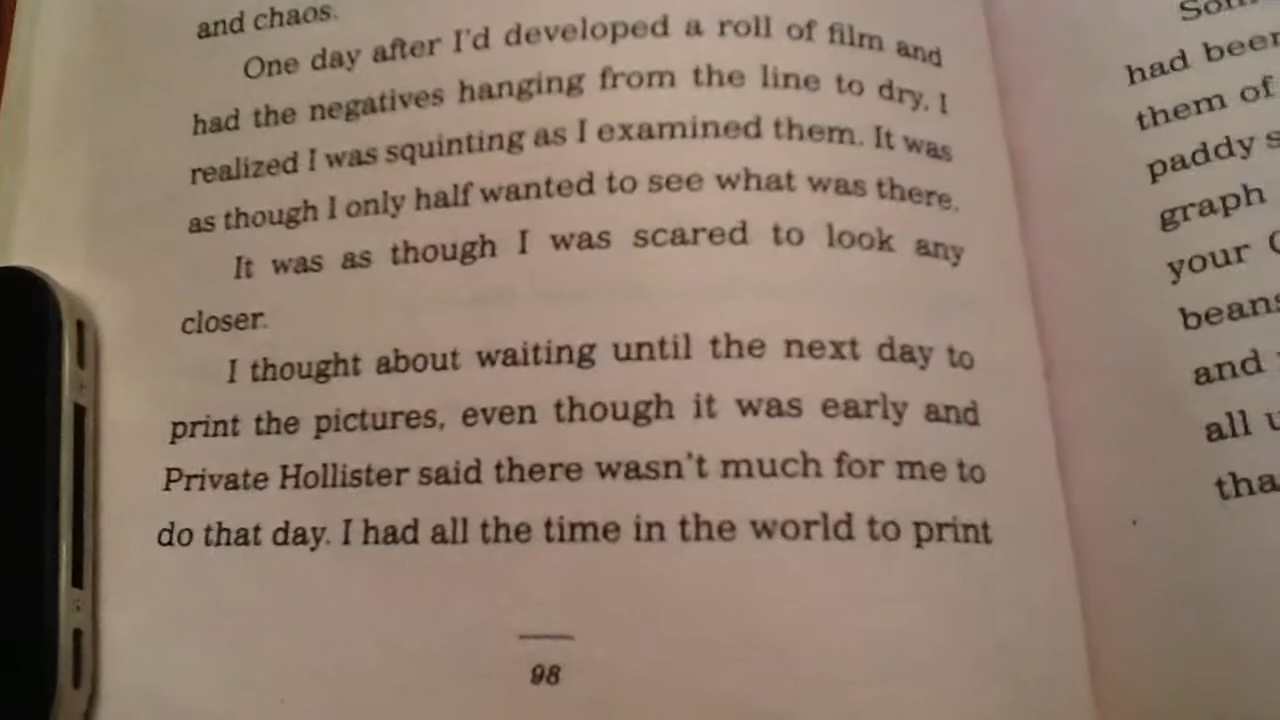 and chaos.
One day after I'd developed a roll of film and
had the negatives hanging from the line to dry, I
realized I was squinting as I examined them. It was
as though I only half wanted to see what was there.
It was as though I was scared to look any
closer.
I thought about waiting until the next day to
print the pictures, even though it was early and
Private Hollister said there wasn't much for me to
do that day. I had all the time in the world to print
98
had been
them of
paddy s
graph
your
beans
and
all u
tha